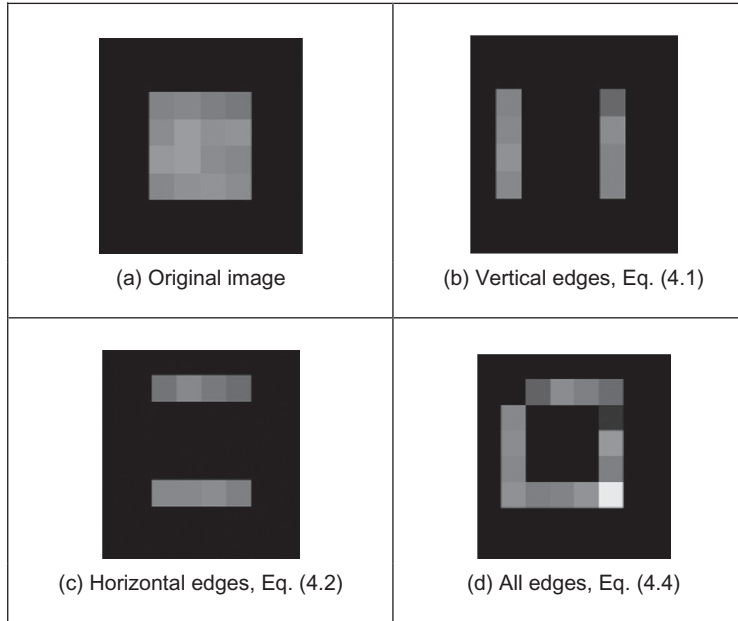 (a) Original image
(b) Vertical edges, Eq. (4.1)
(c) Horizontal edges, Eq. (4.2)
(d) All edges, Eq. (4.4)